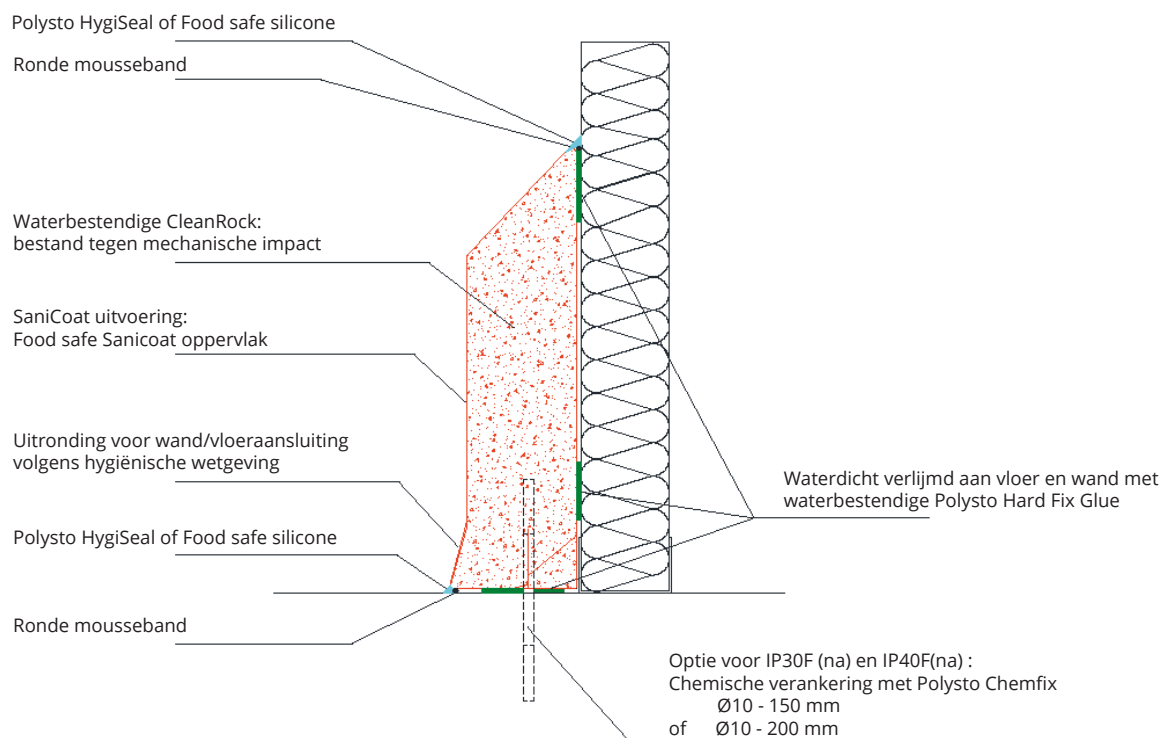 Polysto HygiSeal of Food safe silicone
Ronde mousseband
Waterbestendige CleanRock:
bestand tegen mechanische impact
SaniCoat uitvoering:
Food safe Sanicoat oppervlak
Uitronding voor wand/vloeraansluiting
volgens hygiënische wetgeving
Polysto HygiSeal of Food safe silicone
Ronde mousseband
Waterdicht verlijmd aan vloer en wand met
waterbestendige Polysto Hard Fix Glue
Optie voor IP30F (na) en IP40F(na) :
Chemische verankering met Polysto Chemfix
Ø10 - 150 mm
of Ø10 - 200 mm